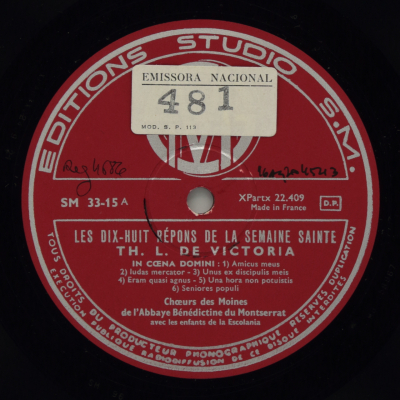 EDITIONS STUDIO S.M.
EMISSORA NACIONAL
481
MOD. S. P. 113
SM 33-15 A
XPartx 22.409
Made in France
D.P.
LES DIX-HUIT RÉPONS DE LA SEMAINE SAINTE
TH. L. DE VICTORIA
IN CŒNA DOMINI : 1) Amicus meus
2) Iudas mercator - 3) Unus ex discipulis meis
4) Eram quasi agnus - 5) Una hora non potuistis
6) Seniores populi
Chœurs des Moines
de l'Abbaye Bénédictine du Montserrat
avec les enfants de la Escolania
TOUS DROITS DU PRODUCTEUR PHONOGRAPHIQUE RÉSERVÉS. DUPLICATION
EXÉCUTION PUBLIQUE RADIODIFFUSION DE CE DISQUE INTERDITES